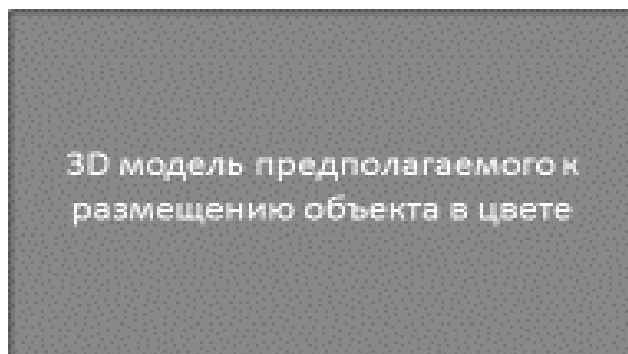 3D модель предполагаемого к
размещению объекта в цвете